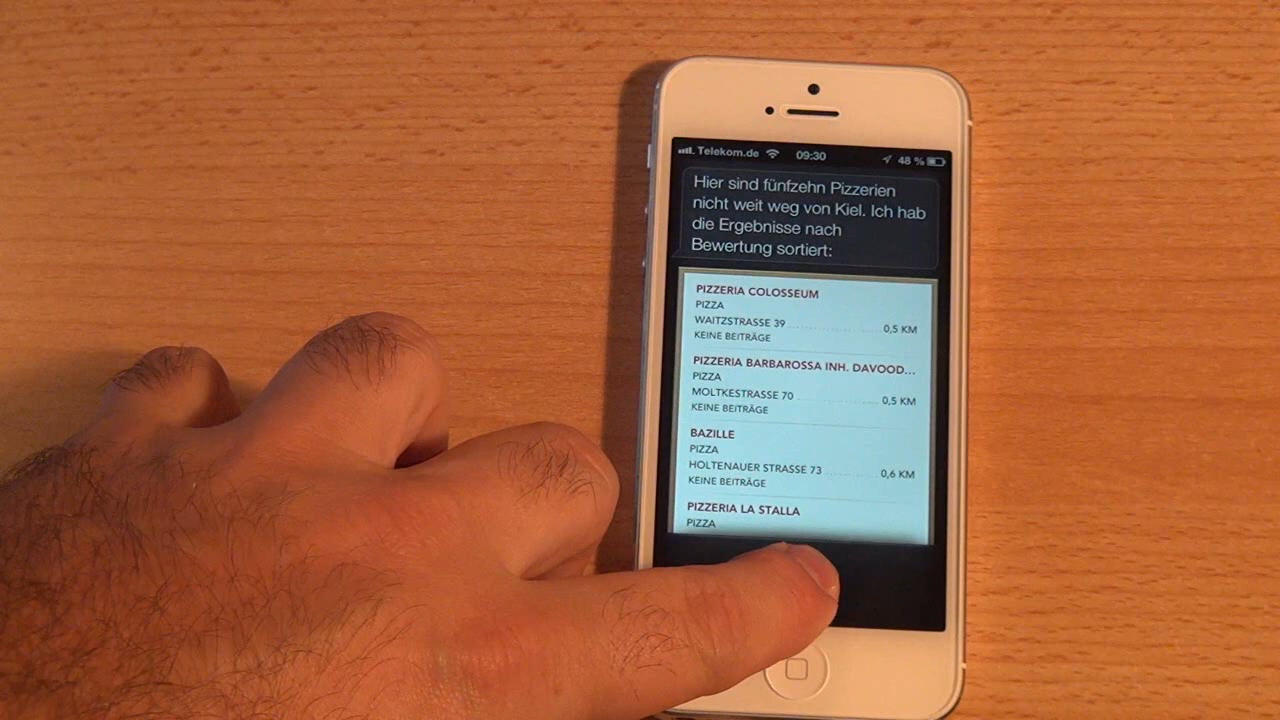 Telekom.de 09:30 48 %
Hier sind fünfzehn Pizzerien
nicht weit weg von Kiel. Ich hab
die Ergebnisse nach
Bewertung sortiert:
PIZZERIA COLOSSEUM
PIZZA
WAITZSTRASSE 39 0,5 KM
KEINE BEITRÄGE
PIZZERIA BARBAROSSA INH. DAVOOD...
PIZZA
MOLTKESTRASSE 70 0,5 KM
KEINE BEITRÄGE
BAZILLE
PIZZA
HOLTENAUER STRASSE 73 0,6 KM
KEINE BEITRÄGE
PIZZERIA LA STALLA
PIZZA